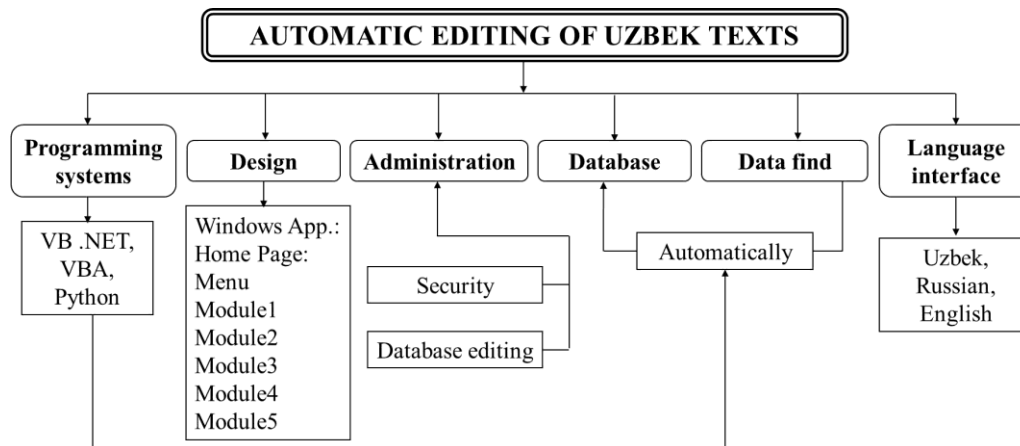 AUTOMATIC EDITING OF UZBEK TEXTS
Programming
systems
Design
Administration
Database
Data find
Language
interface
VB .NET,
VBA,
Python
Windows App.:
Home Page:
Menu
Module1
Module2
Module3
Module4
Module5
Security
Database editing
Automatically
Uzbek,
Russian,
English